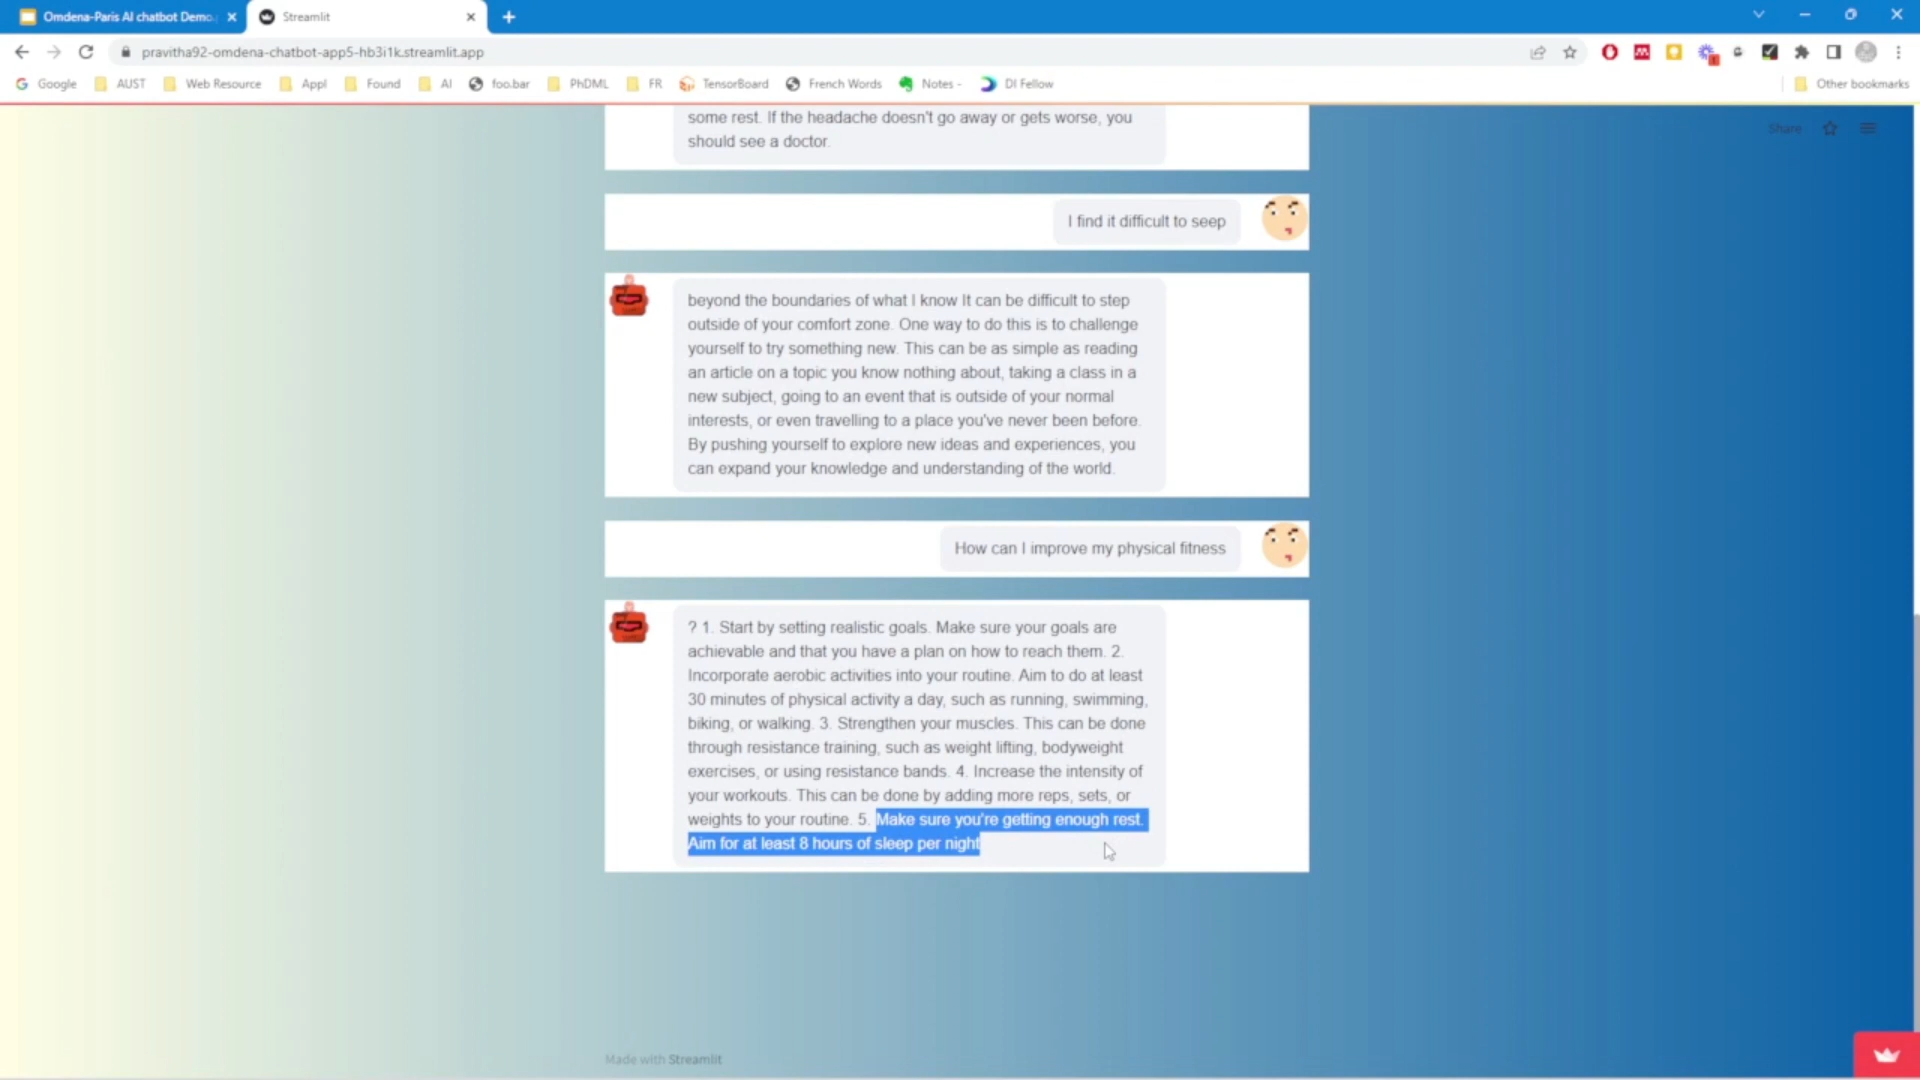 Omdena-Paris AI chatbot Demo.
Streamlit
pravitha92-omdena-chatbot-app5-hb3i1k.streamlit.app
Google
AUST
Web Resource
Appl
Found
AI
foo.bar
PhDML
FR
TensorBoard
French Words
Notes -
DI Fellow
Other bookmarks
Share
some rest. If the headache doesn't go away or gets worse, you
should see a doctor.
I find it difficult to seep
beyond the boundaries of what I know It can be difficult to step
outside of your comfort zone. One way to do this is to challenge
yourself to try something new. This can be as simple as reading
an article on a topic you know nothing about, taking a class in a
new subject, going to an event that is outside of your normal
interests, or even travelling to a place you've never been before.
By pushing yourself to explore new ideas and experiences, you
can expand your knowledge and understanding of the world.
How can I improve my physical fitness
? 1. Start by setting realistic goals. Make sure your goals are
achievable and that you have a plan on how to reach them. 2.
Incorporate aerobic activities into your routine. Aim to do at least
30 minutes of physical activity a day, such as running, swimming,
biking, or walking. 3. Strengthen your muscles. This can be done
through resistance training, such as weight lifting, bodyweight
exercises, or using resistance bands. 4. Increase the intensity of
your workouts. This can be done by adding more reps, sets, or
weights to your routine. 5. Make sure you're getting enough rest.
Aim for at least 8 hours of sleep per night
Made with Streamlit